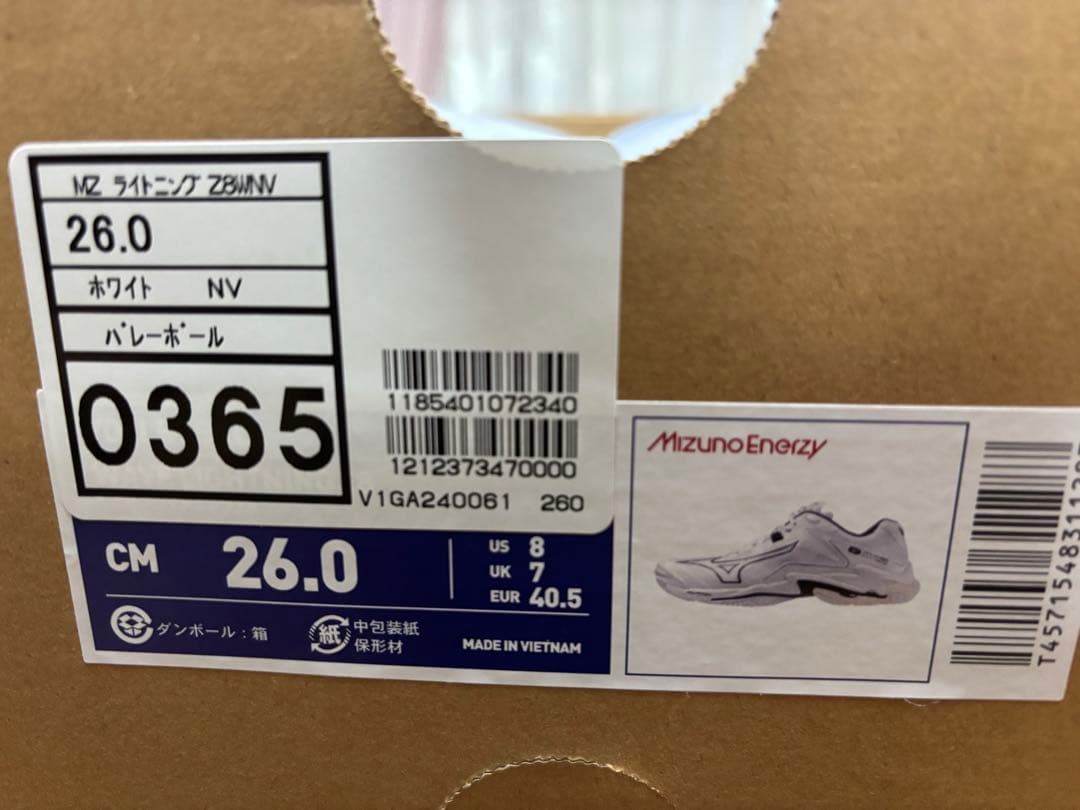 MZ ライトニング Z8WNV
26.0
ホワイト NV
バレーボール
0365
1185401072340
1212373470000
V1GA240061 260
MizunoEnerzy
CM 26.0
US 8
UK 7
EUR 40.5
ダンボール：箱
紙 中包装紙
保形材
MADE IN VIETNAM